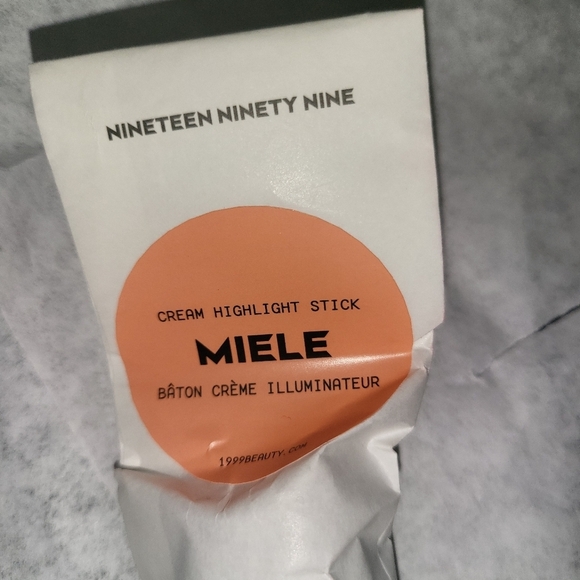 NINETEEN NINETY NINE
CREAM HIGHLIGHT STICK
MIELE
BÂTON CRÈME ILLUMINATEUR
1999BEAUTY.COM